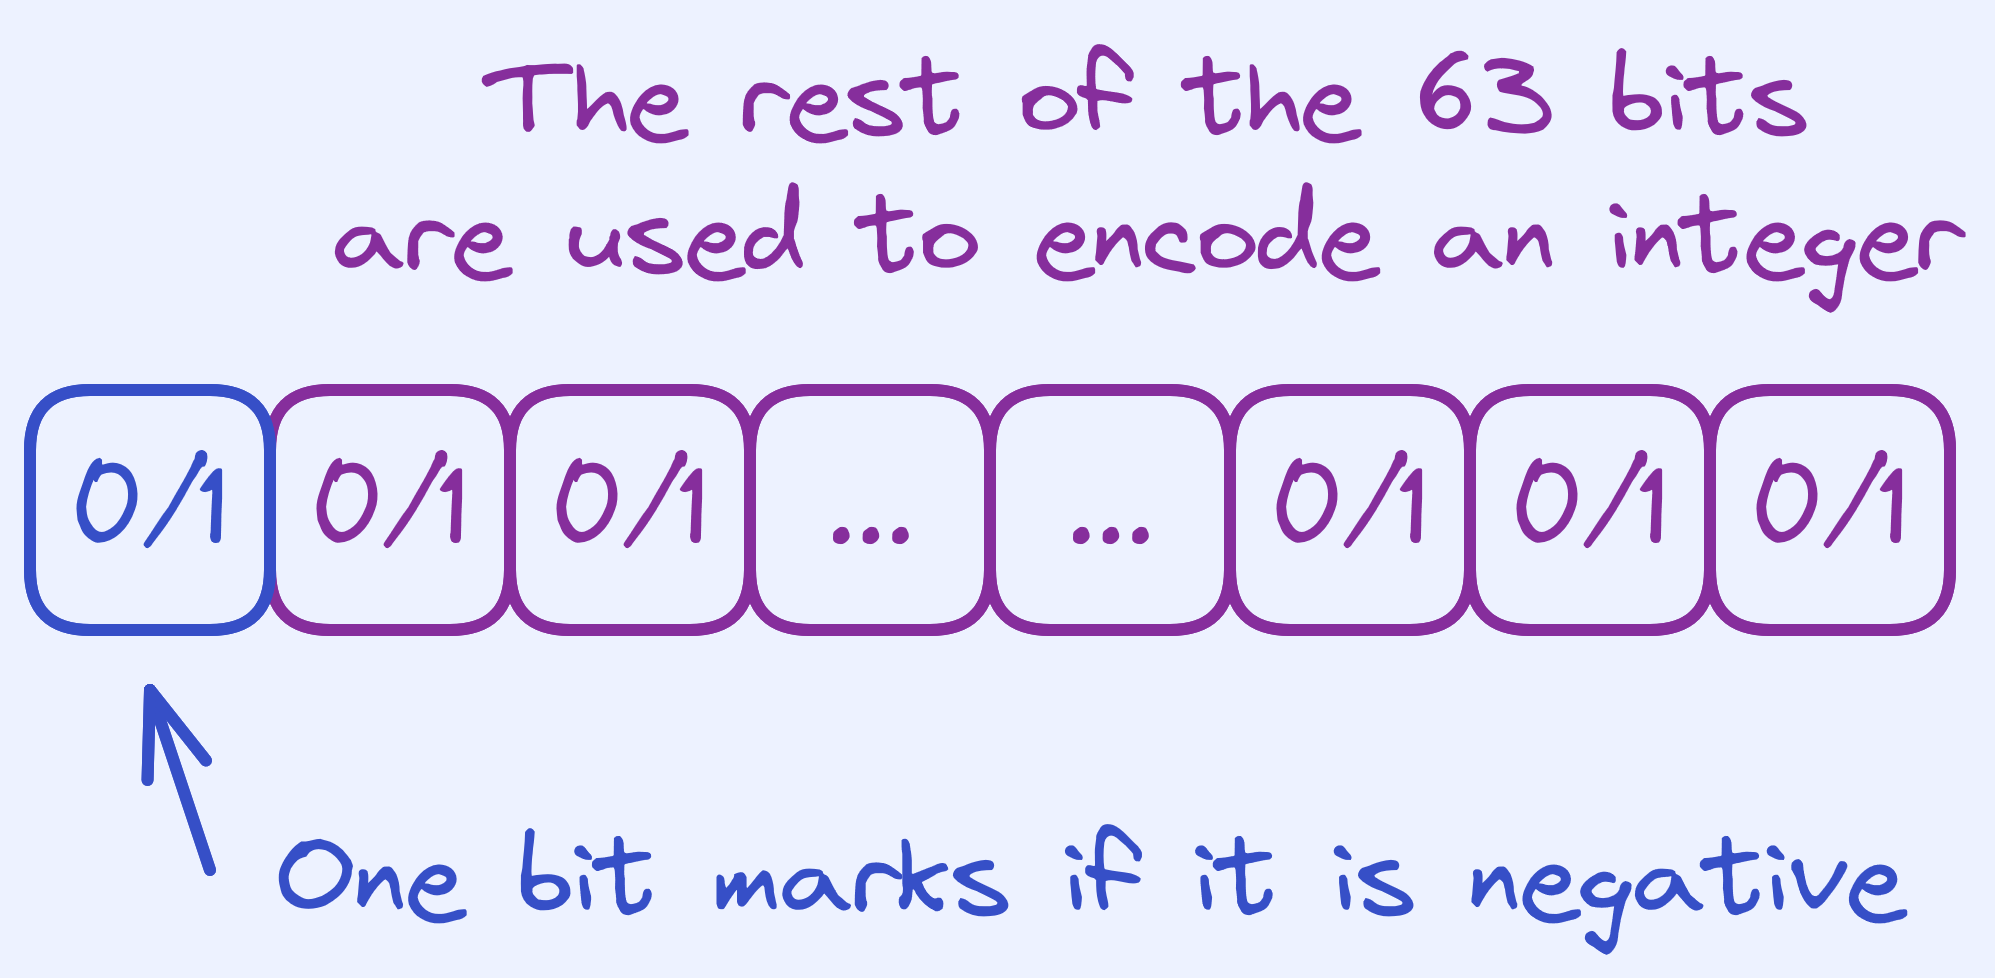 The rest of the 63 bits
are used to encode an integer
0/1 0/1 0/1 ... ... 0/1 0/1 0/1
One bit marks if it is negative